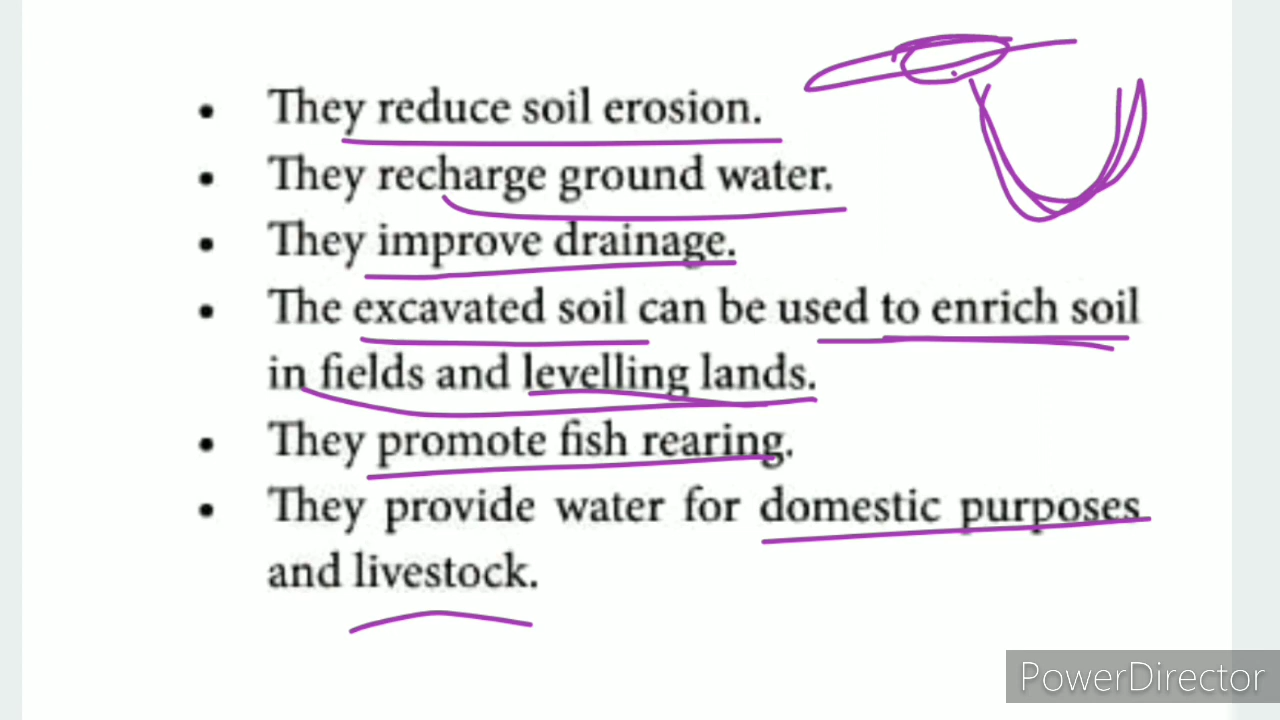 • They reduce soil erosion.
• They recharge ground water.
• They improve drainage.
• The excavated soil can be used to enrich soil
in fields and levelling lands.
• They promote fish rearing.
• They provide water for domestic purposes
and livestock.
PowerDirector